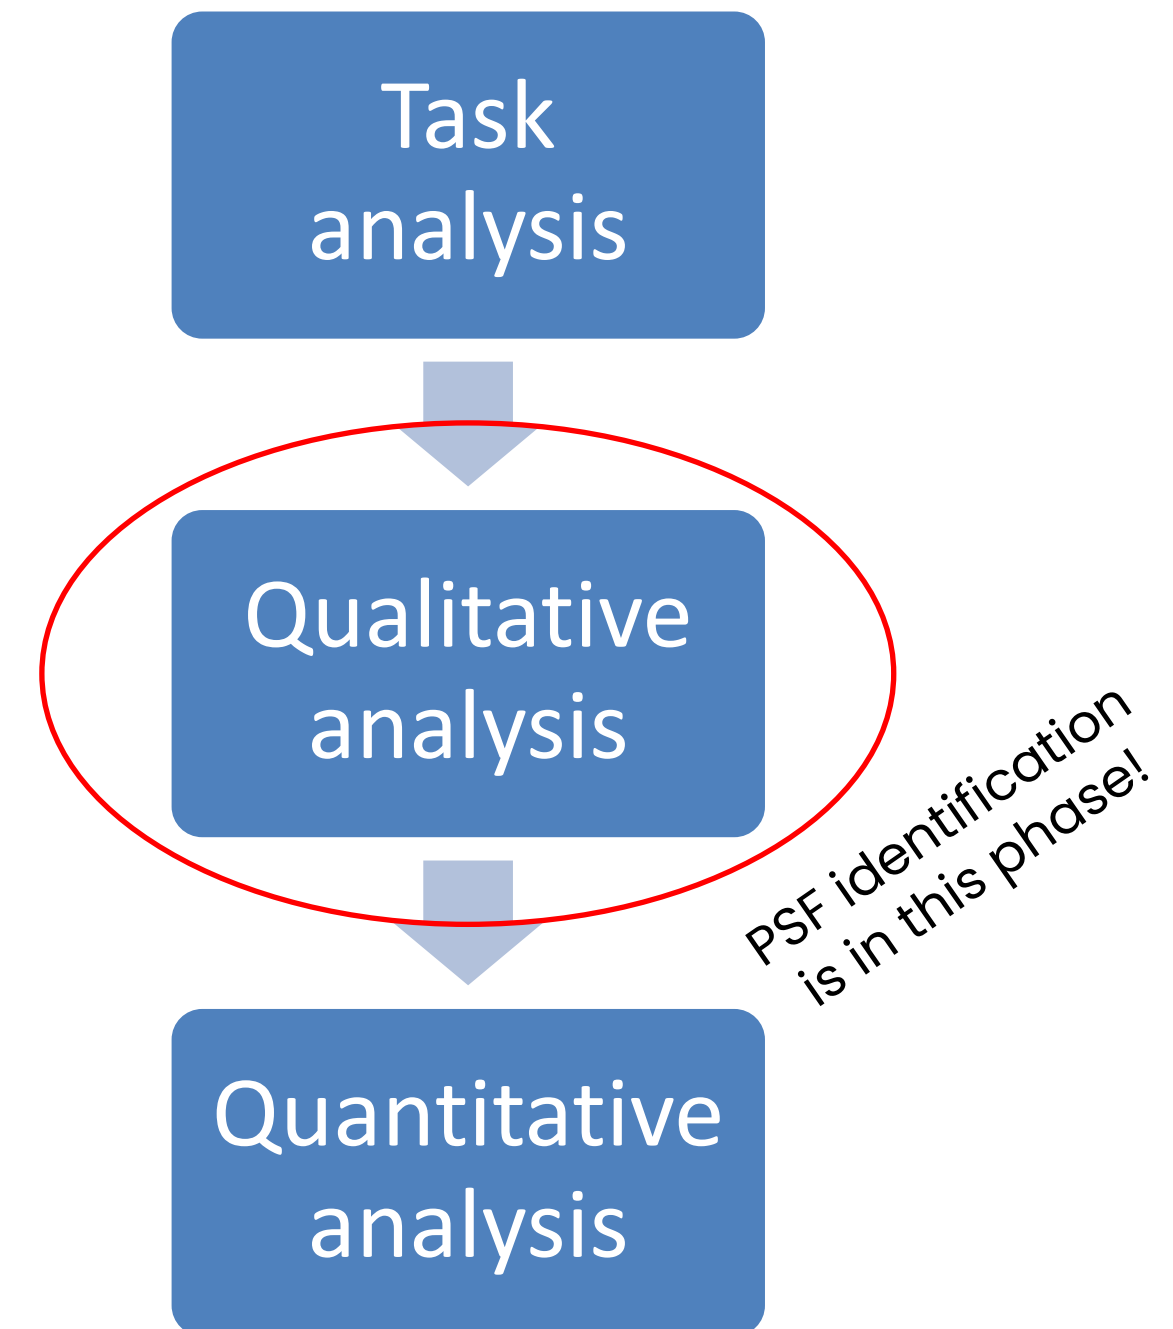 Task
analysis
Qualitative
analysis
PSF identification
is in this phase!
Quantitative
analysis